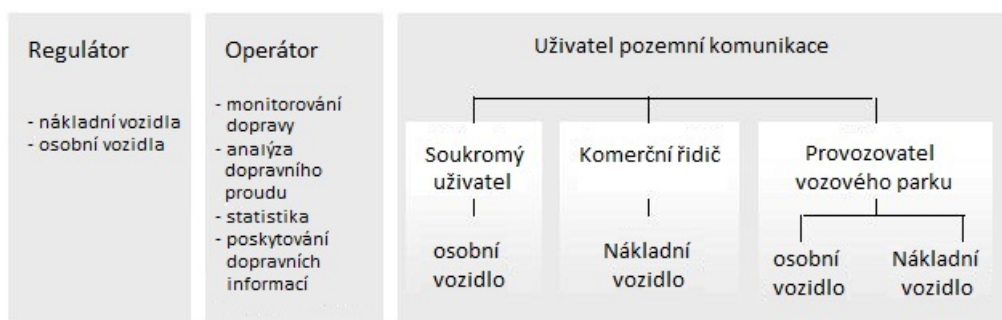 Regulátor
- nákladní vozidla
- osobní vozidla
Operátor
- monitorování
dopravy
- analýza
dopravního
proudu
- statistika
- poskytování
dopravních
informací
Uživatel pozemní komunikace
Soukromý
uživatel
osobní
vozidlo
Komerční řidič
Nákladní
vozidlo
Provozovatel
vozového parku
osobní
vozidlo
Nákladní
vozidlo